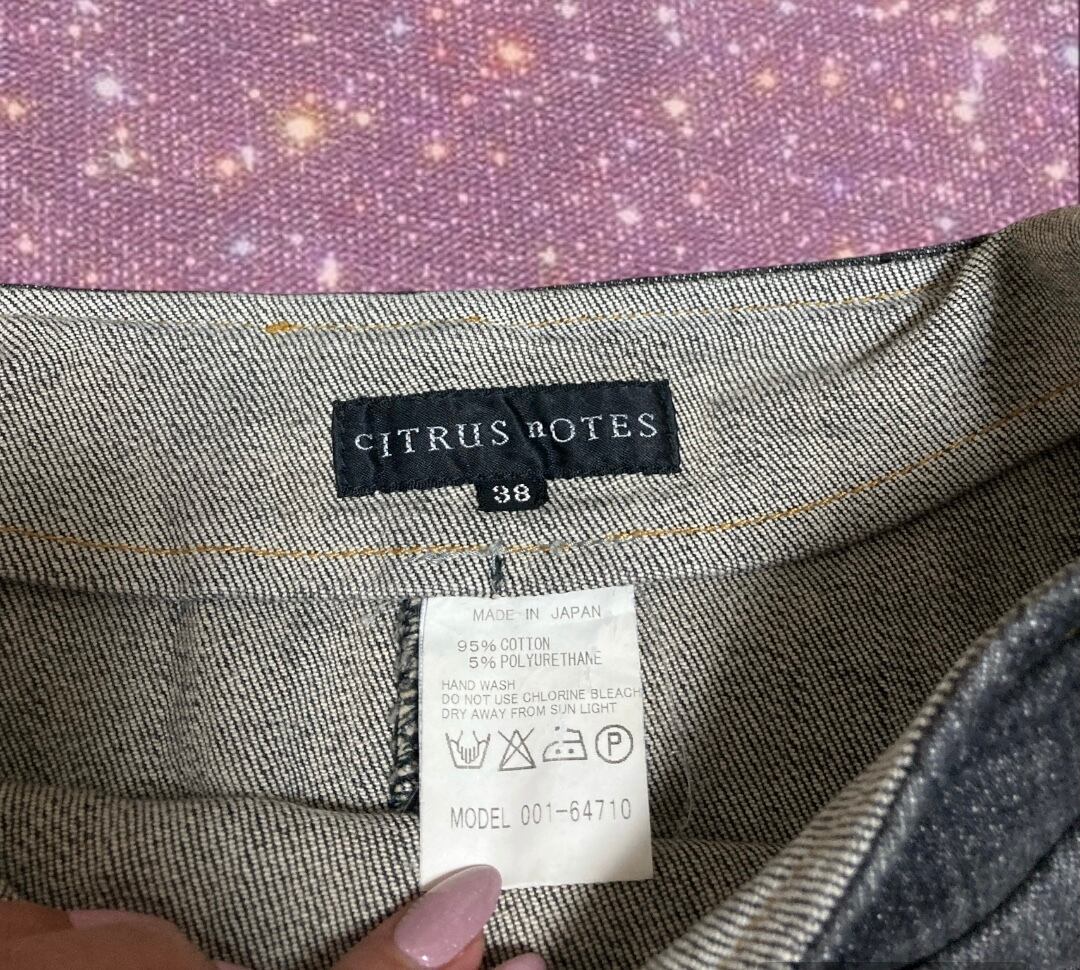 cITRUS nOTES
38
MADE IN JAPAN
95% COTTON
5% POLYURETHANE
HAND WASH
DO NOT USE CHLORINE BLEACH
DRY AWAY FROM SUN LIGHT
P
MODEL 001-64710